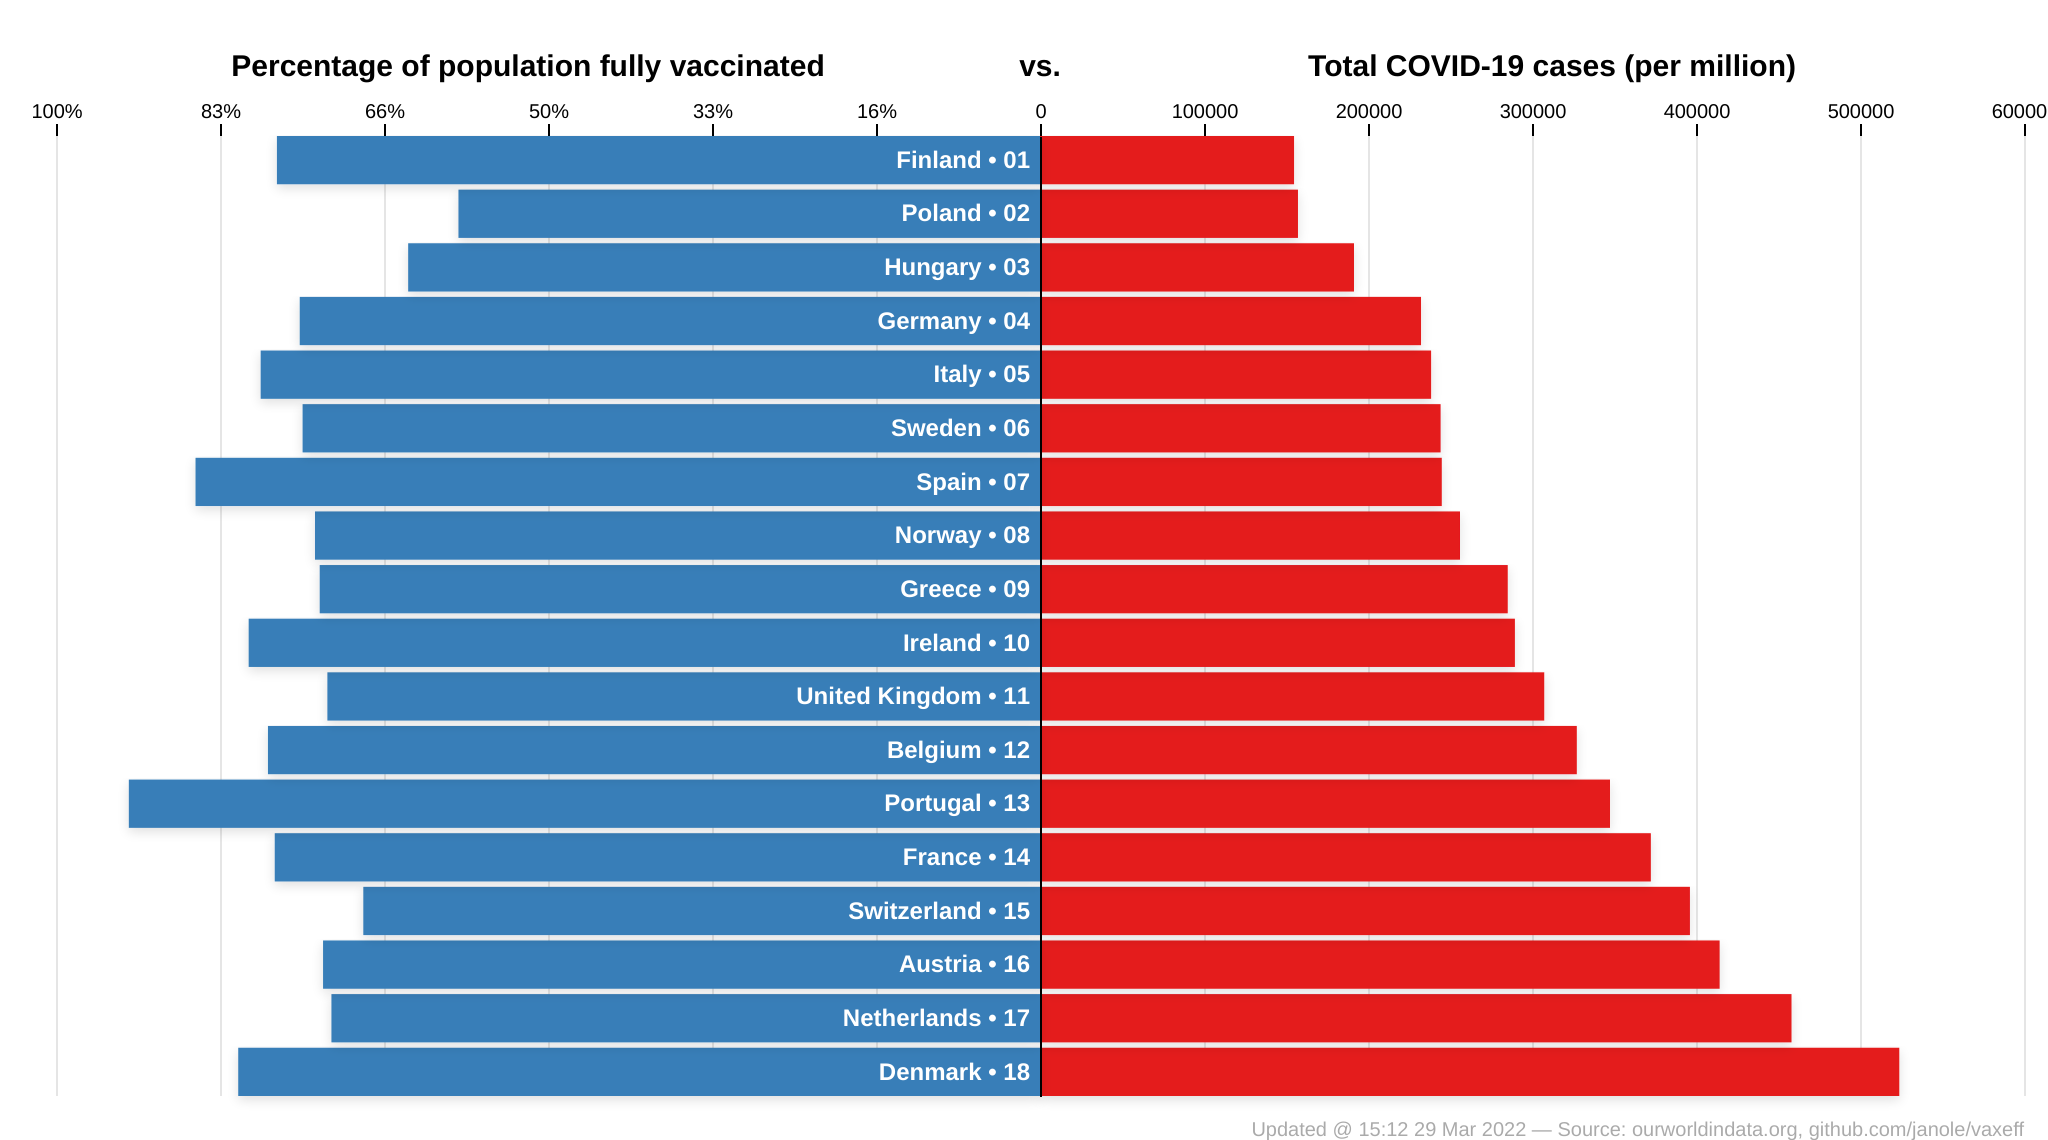 Percentage of population fully vaccinated vs. Total COVID-19 cases (per million)
100% 83% 66% 50% 33% 16% 0 100000 200000 300000 400000 500000 60000
Finland • 01
Poland • 02
Hungary • 03
Germany • 04
Italy • 05
Sweden • 06
Spain • 07
Norway • 08
Greece • 09
Ireland • 10
United Kingdom • 11
Belgium • 12
Portugal • 13
France • 14
Switzerland • 15
Austria • 16
Netherlands • 17
Denmark • 18
Updated @ 15:12 29 Mar 2022 — Source: ourworldindata.org, github.com/janole/vaxeff